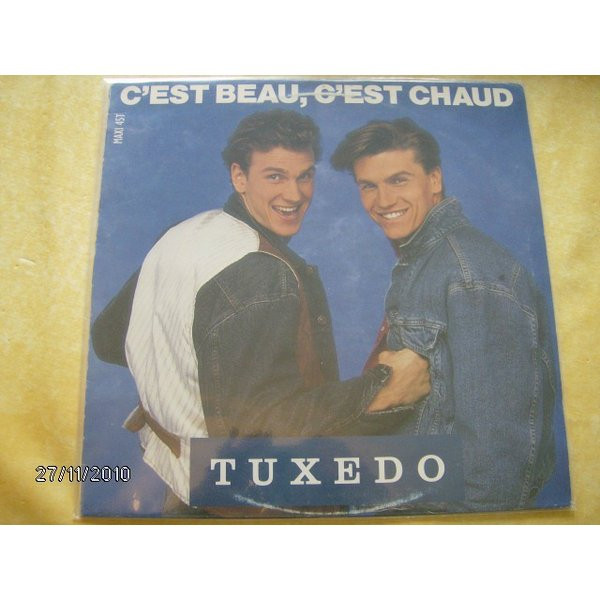 C'EST BEAU, C'EST CHAUD
MAXI 45T
27/11/2010
TUXEDO